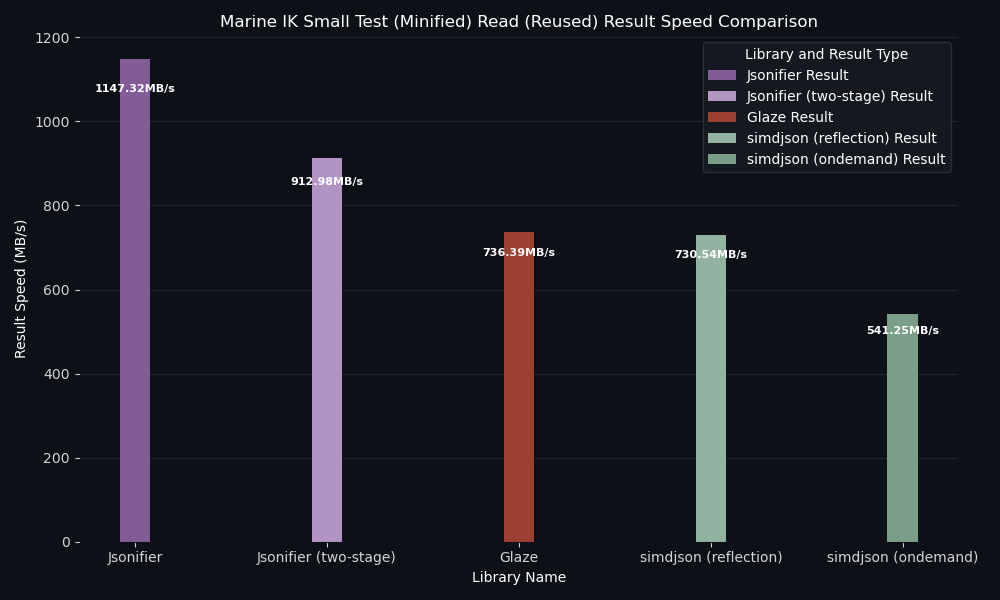 Marine IK Small Test (Minified) Read (Reused) Result Speed Comparison
Library and Result Type
Jsonifier Result
Jsonifier (two-stage) Result
Glaze Result
simdjson (reflection) Result
simdjson (ondemand) Result
Result Speed (MB/s)
1200
1000
800
600
400
200
0
1147.32MB/s
912.98MB/s
736.39MB/s
730.54MB/s
541.25MB/s
Jsonifier
Jsonifier (two-stage)
Glaze
simdjson (reflection)
simdjson (ondemand)
Library Name